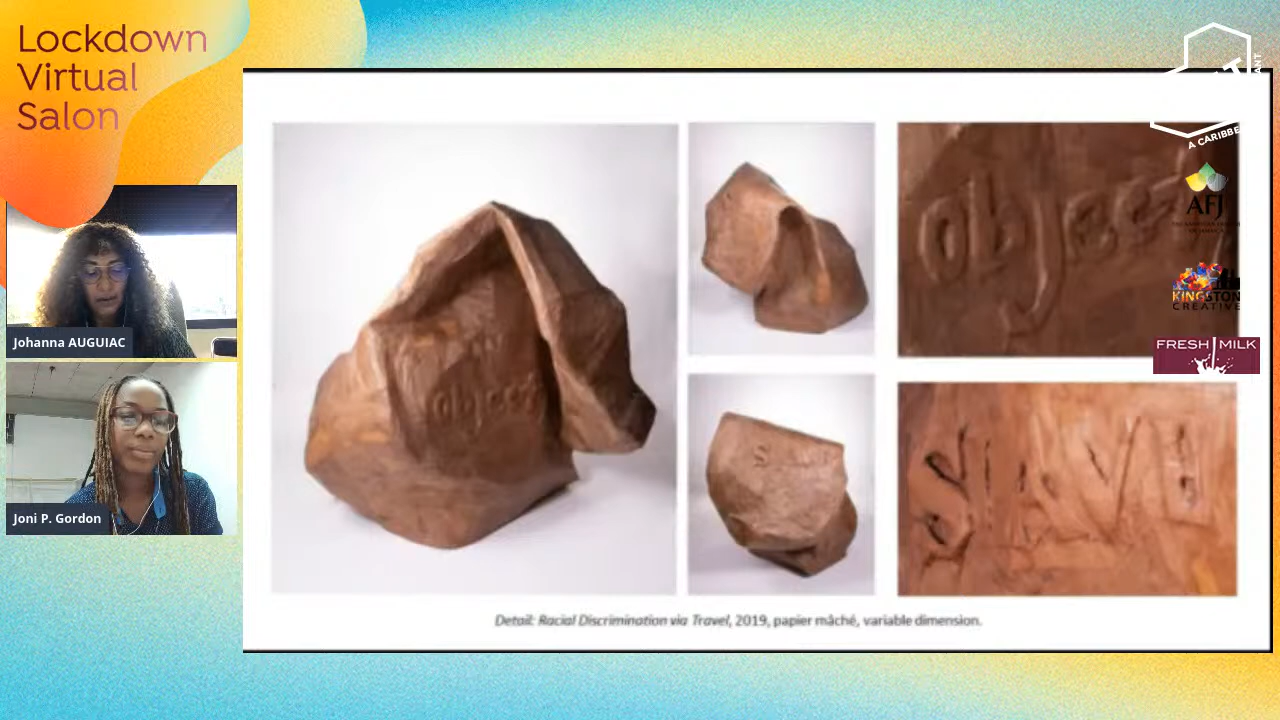 Lockdown
Virtual
Salon
Johanna AUGUIAC
Joni P. Gordon
object
object
S
SLAVE
Detail: Racial Discrimination via Travel, 2019, papier mâché, variable dimension.
A CARIBBE
AFJ
KINGSTON
CREATIVE
FRESH MILK